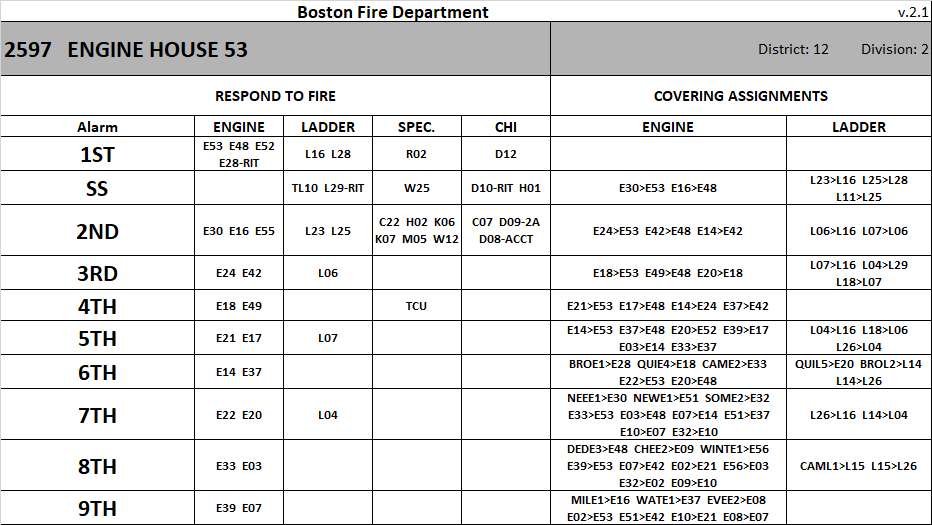 Boston Fire Department v.2.1
2597 ENGINE HOUSE 53 District: 12 Division: 2
RESPOND TO FIRE COVERING ASSIGNMENTS
Alarm ENGINE LADDER SPEC. CHI ENGINE LADDER
1ST
E53 E48 E52
E28-RIT
L16 L28
R02
D12
SS
TL10 L29-RIT
W25
D10-RIT H01
E30>E53 E16>E48
L23>L16 L25>L28
L11>L25
2ND
E30 E16 E55
L23 L25
C22 H02 K06
K07 M05 W12
C07 D09-2A
D08-ACCT
E24>E53 E42>E48 E14>E42
L06>L16 L07>L06
3RD
E24 E42
L06
E18>E53 E49>E48 E20>E18
L07>L16 L04>L29
L18>L07
4TH
E18 E49
TCU
E21>E53 E17>E48 E14>E24 E37>E42
5TH
E21 E17
L07
E14>E53 E37>E48 E20>E52 E39>E17
E03>E14 E33>E37
L04>L16 L18>L06
L26>L04
6TH
E14 E37
BROE1>E28 QUIE4>E18 CAME2>E33
E22>E53 E20>E48
QUIL5>E20 BROL2>L14
L14>L26
7TH
E22 E20
L04
NEEE1>E30 NEWE1>E51 SOME2>E32
E33>E53 E03>E48 E07>E14 E51>E37
E10>E07 E32>E10
L26>L16 L14>L04
8TH
E33 E03
DEDE3>E48 CHEE2>E09 WINTE1>E56
E39>E53 E07>E42 E02>E21 E56>E03
E32>E02 E09>E10
CAML1>L15 L15>L26
9TH
E39 E07
MILE1>E16 WATE1>E37 EVEE2>E08
E02>E53 E51>E42 E10>E21 E08>E07